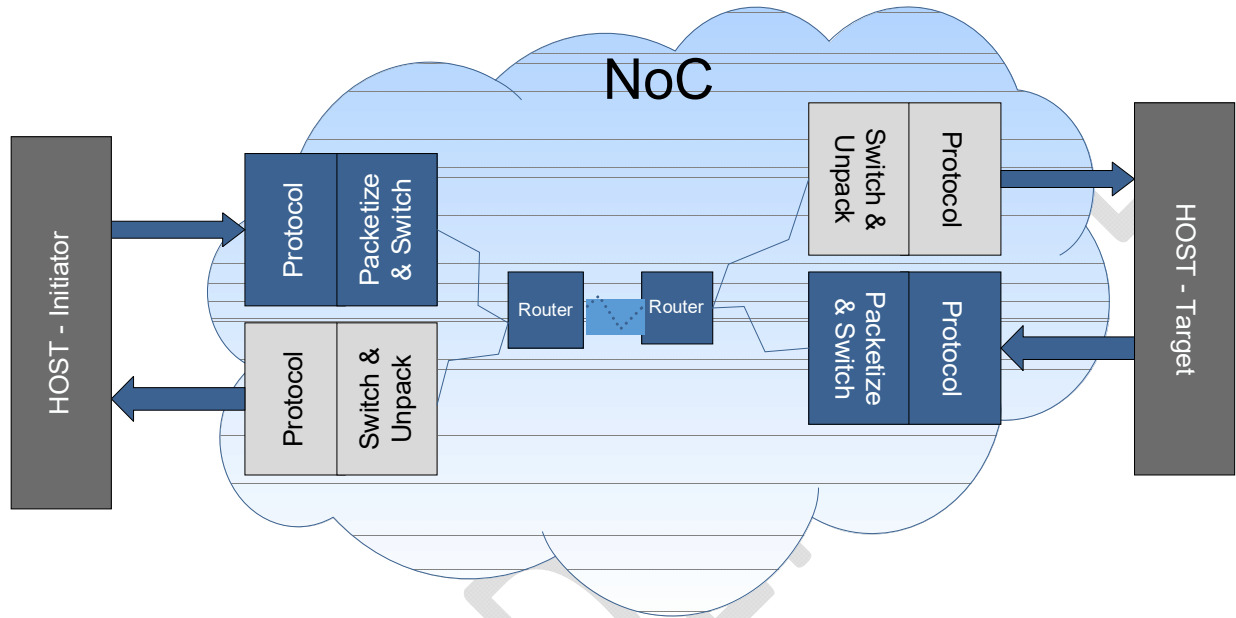 NoC
HOST - Initiator
Protocol
Packetize
& Switch
Protocol
Switch &
Unpack
Router
Router
Switch &
Unpack
Protocol
Packetize
& Switch
Protocol
HOST - Target